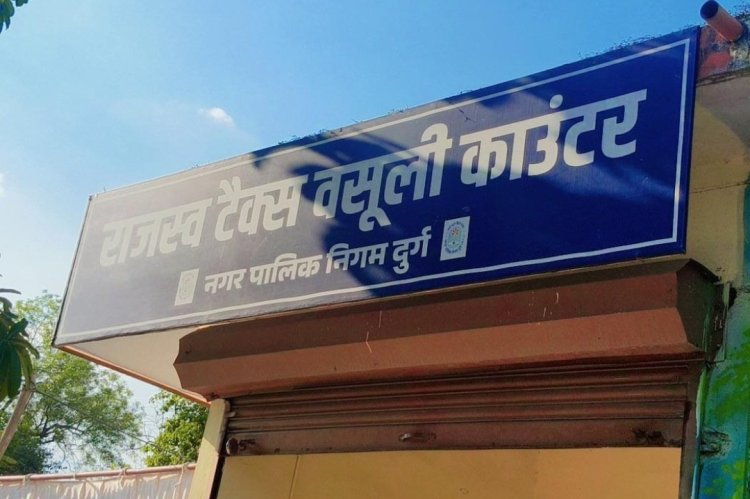 राजस्व टैक्स वसूली काउंटर
नगर पालिक निगम दुर्ग